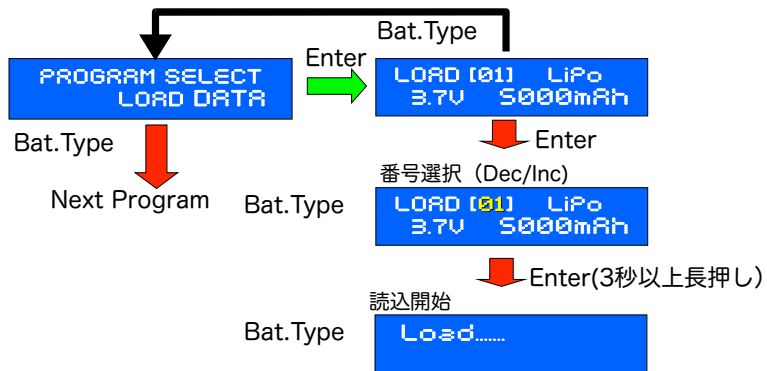 Bat.Type
PROGRAM SELECT
LOAD DATA
Enter
LOAD [01] LiPo
3.7V 5000mAh
Bat.Type
Next Program
Enter
番号選択（Dec/Inc)
Bat.Type
LOAD [01] LiPo
3.7V 5000mAh
Enter(3秒以上長押し）
読込開始
Bat.Type
Load......